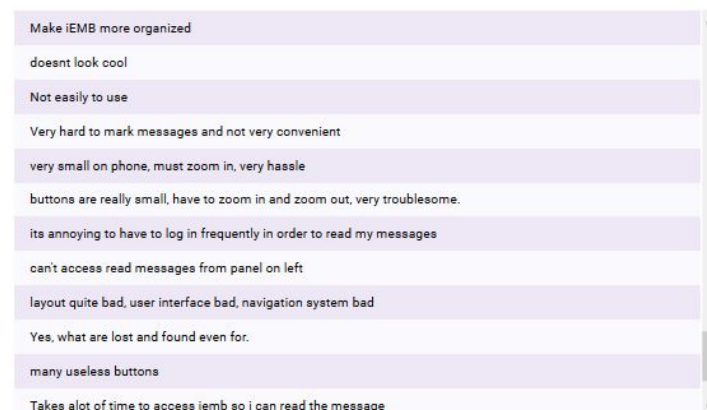 Make iEMB more organized
doesnt look cool
Not easily to use
Very hard to mark messages and not very convenient
very small on phone, must zoom in, very hassle
buttons are really small, have to zoom in and zoom out, very troublesome.
its annoying to have to log in frequently in order to read my messages
can't access read messages from panel on left
layout quite bad, user interface bad, navigation system bad
Yes, what are lost and found even for.
many useless buttons
Takes alot of time to access iemb so i can read the message